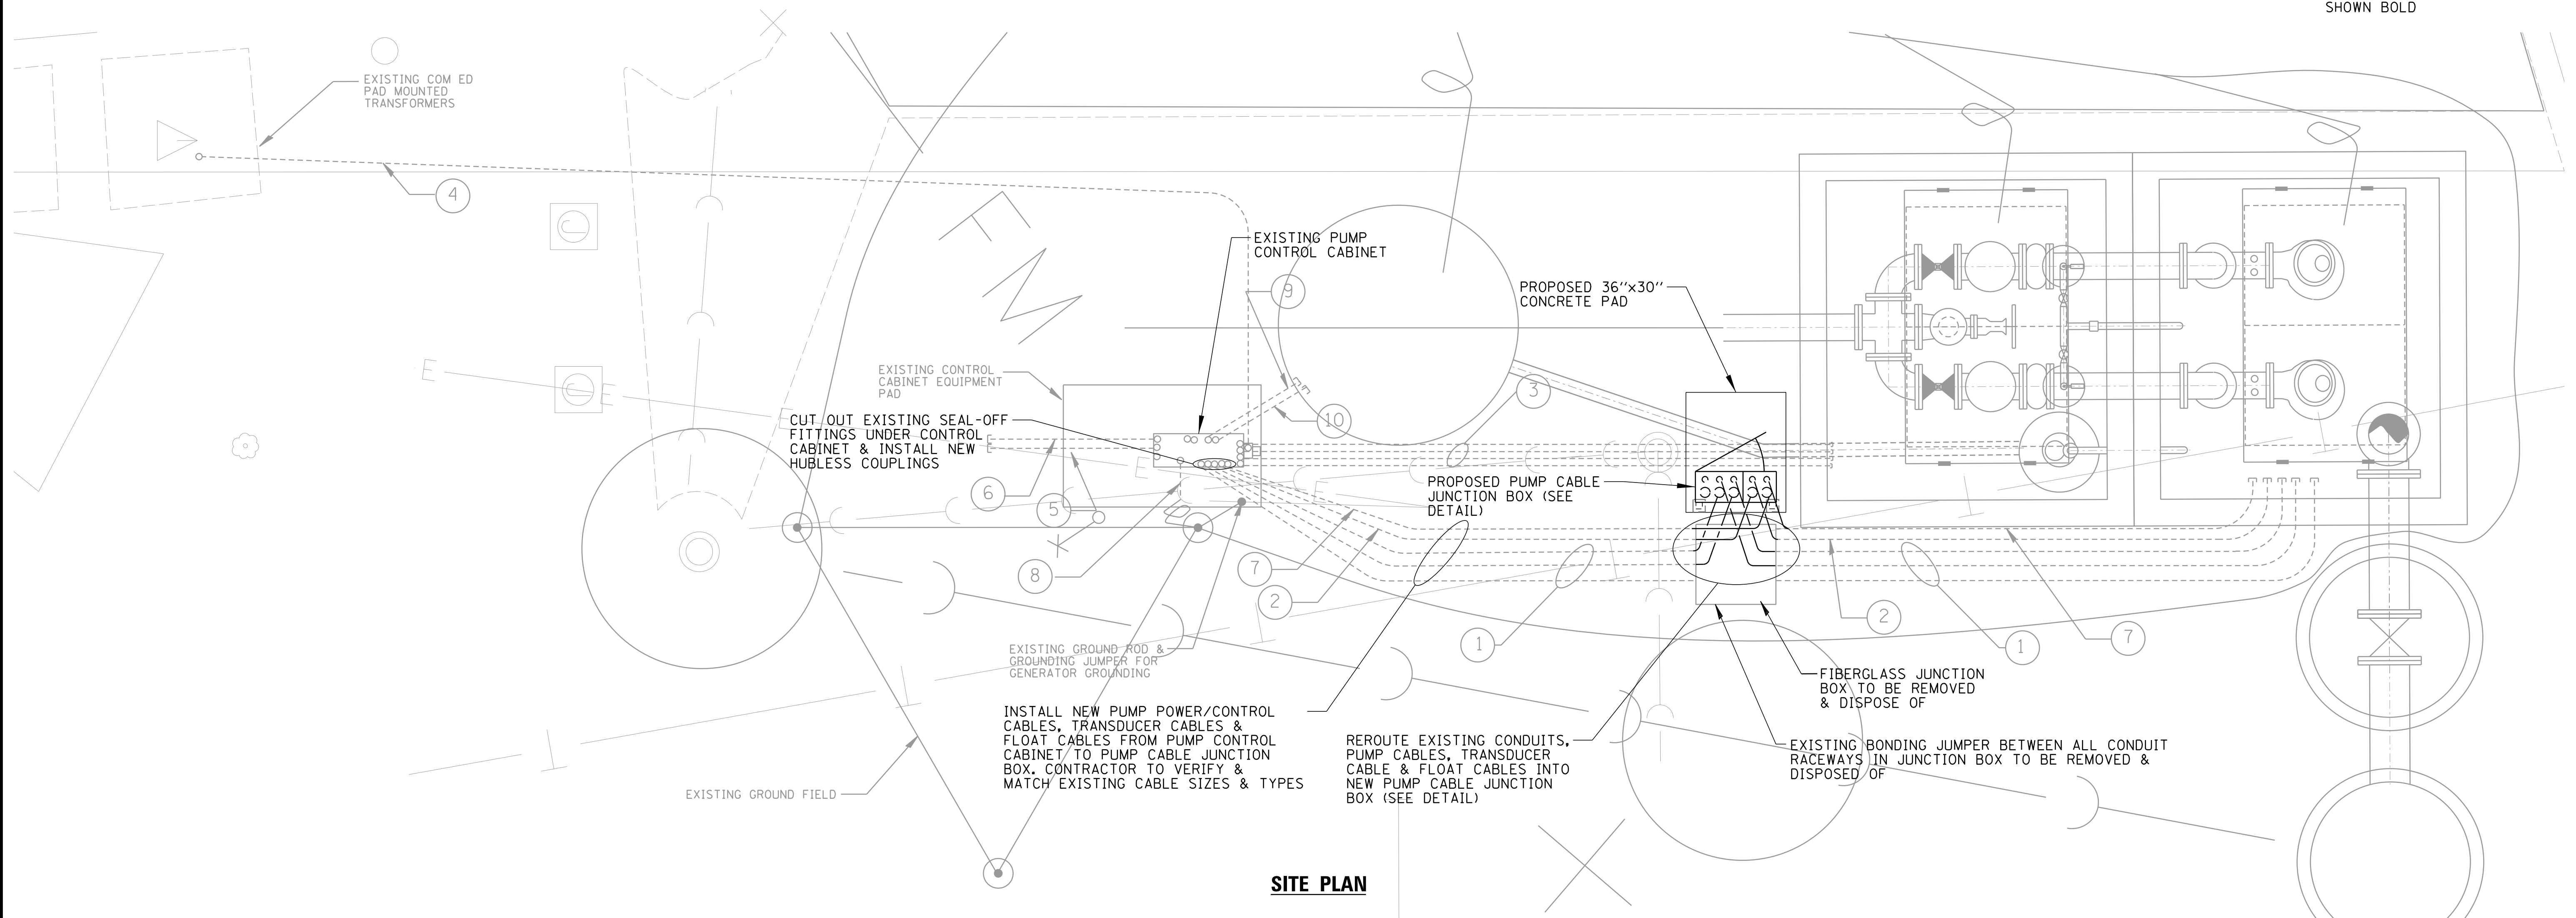 SHOWN BOLD
EXISTING COM ED
PAD MOUNTED
TRANSFORMERS
4
EXISTING PUMP
CONTROL CABINET
9
PROPOSED 36"x30"
CONCRETE PAD
FM
EXISTING CONTROL
CABINET EQUIPMENT
PAD
3
10
CUT OUT EXISTING SEAL-OFF
FITTINGS UNDER CONTROL
CABINET & INSTALL NEW
HUBLESS COUPLINGS
E
E
E
E
E
6
5
PROPOSED PUMP CABLE
JUNCTION BOX (SEE
DETAIL)
8
7
2
1
2
1
7
EXISTING GROUND ROD &
GROUNDING JUMPER FOR
GENERATOR GROUNDING
FIBERGLASS JUNCTION
BOX TO BE REMOVED
& DISPOSE OF
INSTALL NEW PUMP POWER/CONTROL
CABLES, TRANSDUCER CABLES &
FLOAT CABLES FROM PUMP CONTROL
CABINET TO PUMP CABLE JUNCTION
BOX. CONTRACTOR TO VERIFY &
MATCH EXISTING CABLE SIZES & TYPES
REROUTE EXISTING CONDUITS,
PUMP CABLES, TRANSDUCER
CABLE & FLOAT CABLES INTO
NEW PUMP CABLE JUNCTION
BOX (SEE DETAIL)
EXISTING BONDING JUMPER BETWEEN ALL CONDUIT
RACEWAYS IN JUNCTION BOX TO BE REMOVED &
DISPOSED OF
EXISTING GROUND FIELD
SITE PLAN